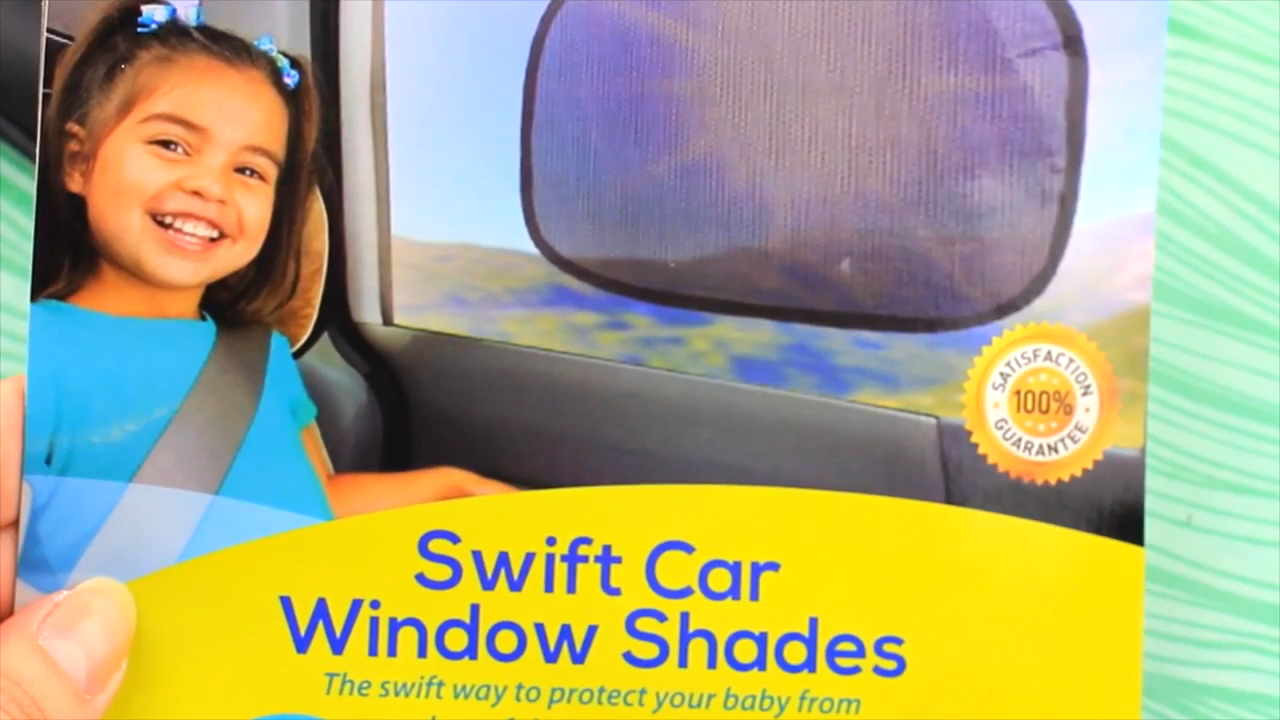 SATISFACTION
100%
GUARANTEE
Swift Car
Window Shades
The swift way to protect your baby from